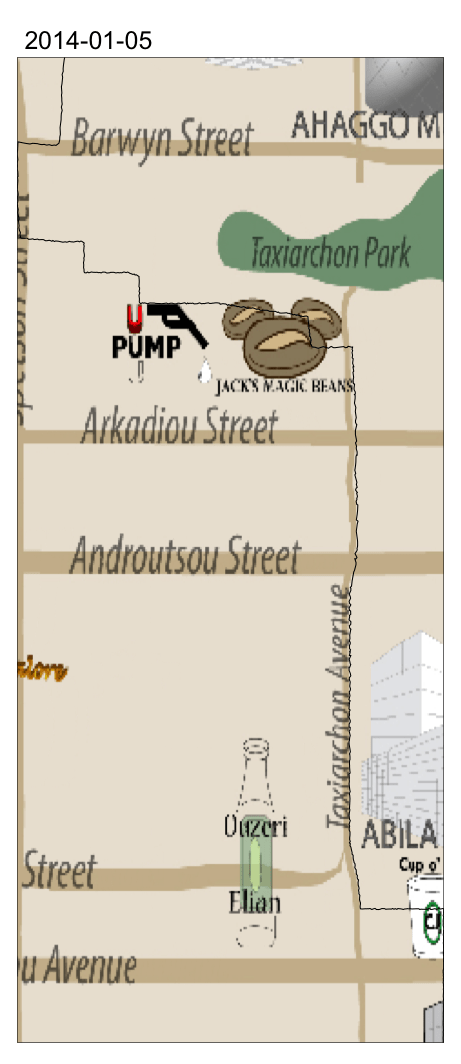 2014-01-05
AHAGGO M
Barwyn Street
Taxiarchon Park
PUMP
JACK'S MAGIC BEANS
Arkadiou Street
Androutsou Street
Taxiarchon Avenue
Ouzeri
ABILA
Cup o'
Street
Elian
u Avenue